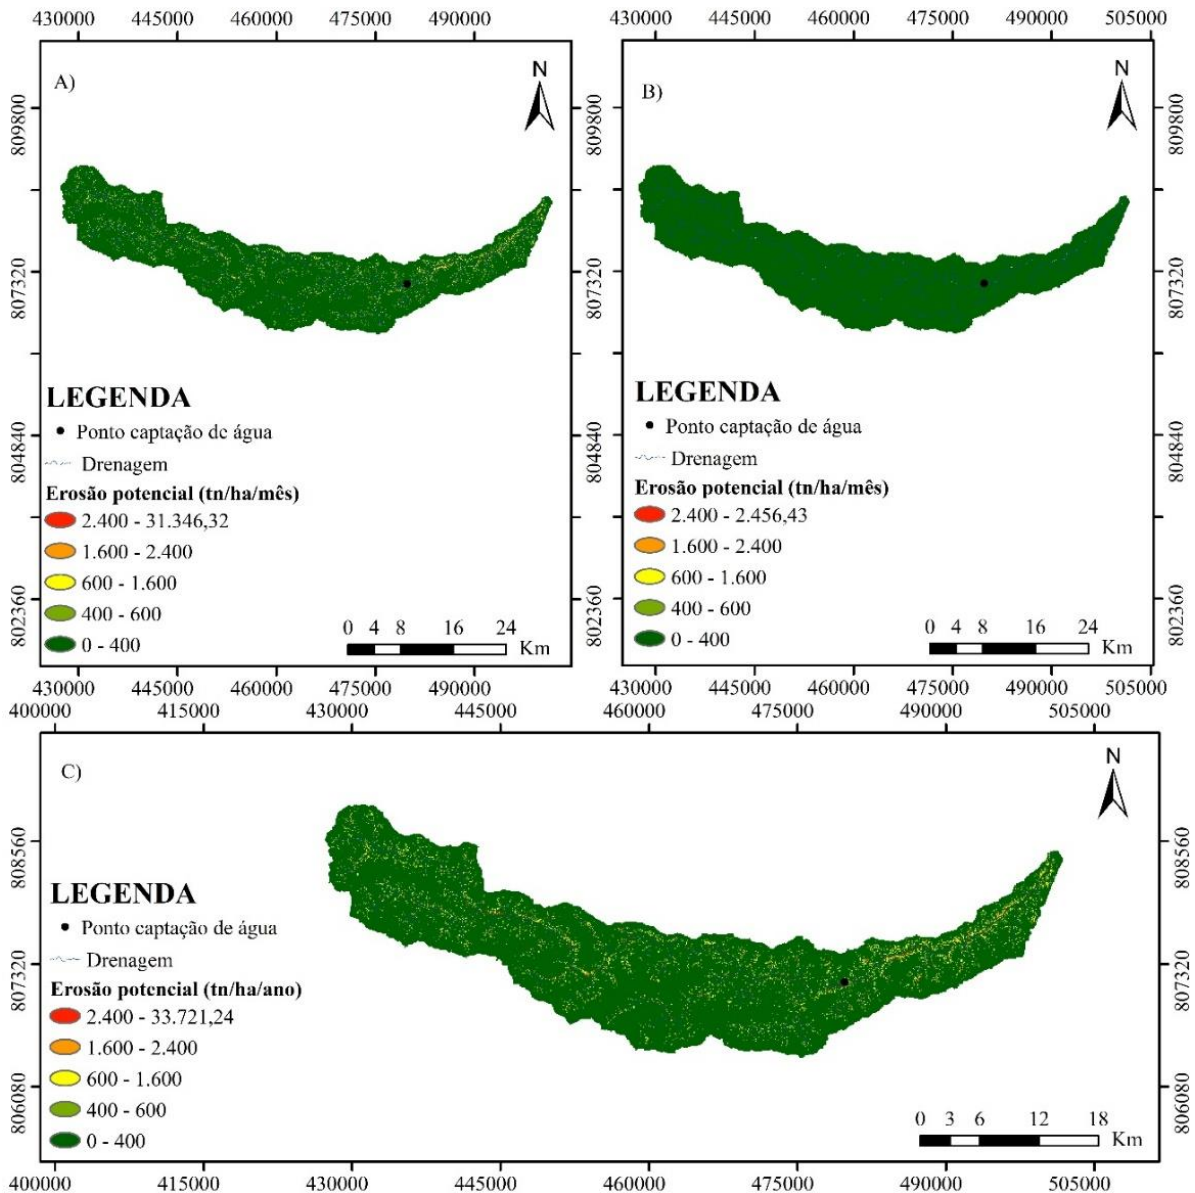 430000 445000 460000 475000 490000
430000 445000 460000 475000 490000 505000
A)
N
B)
N
809800
809800
809800
807320
807320
807320
804840
804840
804840
802360
802360
802360
LEGENDA
Ponto captação de água
Drenagem
Erosão potencial (tn/ha/mês)
2.400 - 31.346,32
1.600 - 2.400
600 - 1.600
400 - 600
0 - 400
0 4 8 16 24
Km
LEGENDA
Ponto captação de água
Drenagem
Erosão potencial (tn/ha/mês)
2.400 - 2.456,43
1.600 - 2.400
600 - 1.600
400 - 600
0 - 400
0 4 8 16 24
Km
430000 445000 460000 475000 490000
430000 445000 460000 475000 490000 505000
400000 415000 430000 445000 460000 475000 490000 505000
C)
N
808560
808560
807320
807320
806080
806080
LEGENDA
Ponto captação de água
Drenagem
Erosão potencial (tn/ha/ano)
2.400 - 33.721,24
1.600 - 2.400
600 - 1.600
400 - 600
0 - 400
0 3 6 12 18
Km
400000 415000 430000 445000 460000 475000 490000 505000